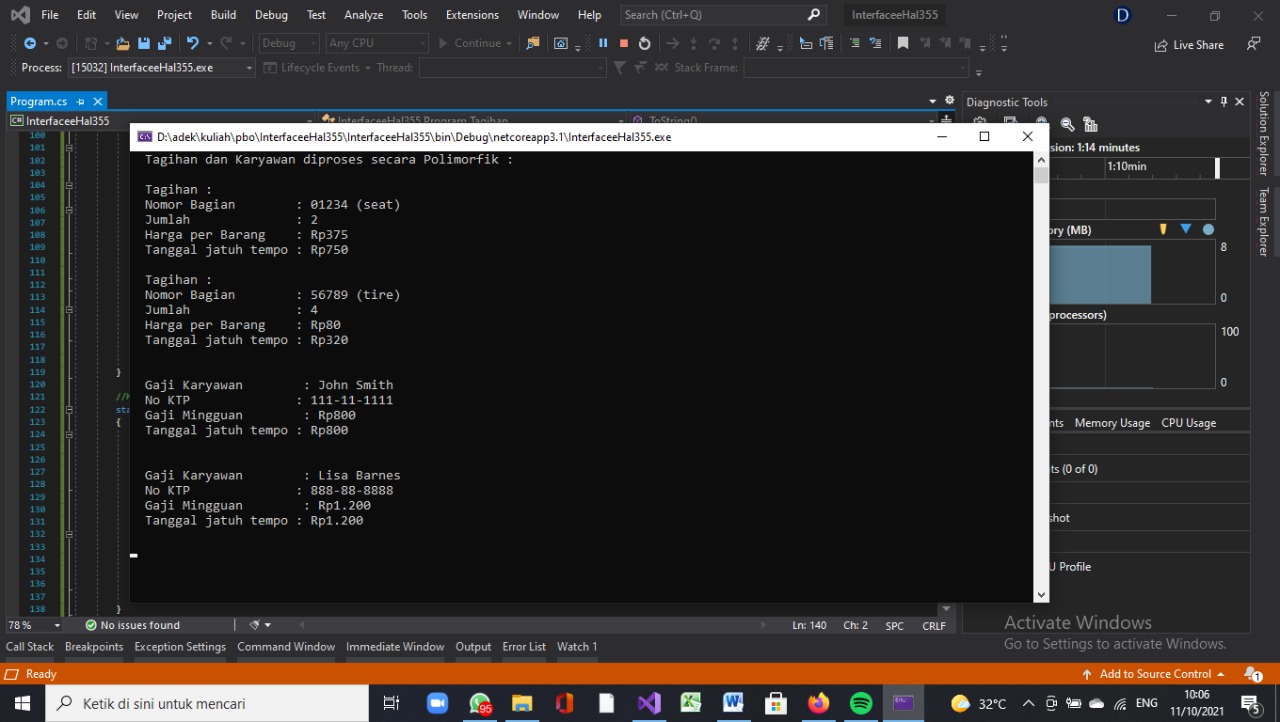 File Edit View Project Build Debug Test Analyze Tools Extensions Window Help Search (Ctrl+Q) InterfaceeHal355 D
Debug Any CPU Continue Live Share
Process: [15032] InterfaceeHal355.exe Lifecycle Events Thread: Stack Frame:
Program.cs Diagnostic Tools
InterfaceeHal355 InterfaceeHal355.Program.Tagihan ToString()
D:\adek\kuliah\pbo\InterfaceeHal355\InterfaceeHal355\bin\Debug\netcoreapp3.1\InterfaceeHal355.exe
Tagihan dan Karyawan diproses secara Polimorfik :
Tagihan :
Nomor Bagian : 01234 (seat)
Jumlah : 2
Harga per Barang : Rp375
Tanggal jatuh tempo : Rp750
Tagihan :
Nomor Bagian : 56789 (tire)
Jumlah : 4
Harga per Barang : Rp80
Tanggal jatuh tempo : Rp320
Gaji Karyawan : John Smith
No KTP : 111-11-1111
Gaji Mingguan : Rp800
Tanggal jatuh tempo : Rp800
Gaji Karyawan : Lisa Barnes
No KTP : 888-88-8888
Gaji Mingguan : Rp1.200
Tanggal jatuh tempo : Rp1.200
100
101
102
103
104
105
106
107
108
109
110
111
112
113
114
115
116
117
118
119 }
120
121 //M
122 sta
123 {
124
125
126
127
128
129
130
131
132
133
134
135
136
137
138 }
sion: 1:14 minutes
1:10min
ory (MB)
8
0
processors)
100
0
nts Memory Usage CPU Usage
ts (0 of 0)
shot
U Profile
Solution Explorer
Team Explorer
78 % No issues found Ln: 140 Ch: 2 SPC CRLF
Activate Windows
Go to Settings to activate Windows.
Call Stack Breakpoints Exception Settings Command Window Immediate Window Output Error List Watch 1
Ready Add to Source Control 1
Ketik di sini untuk mencari 95 32°C ENG 10:06
11/10/2021 5